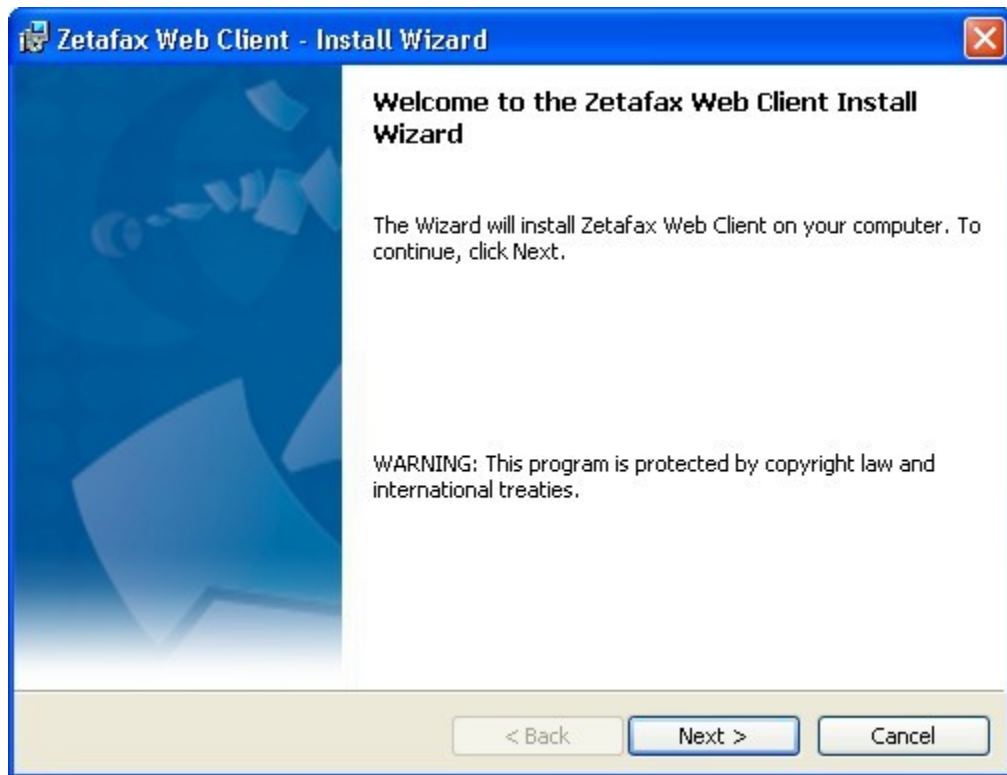 Zetafax Web Client - Install Wizard
Welcome to the Zetafax Web Client Install
Wizard
The Wizard will install Zetafax Web Client on your computer. To
continue, click Next.
WARNING: This program is protected by copyright law and
international treaties.
< Back
Next >
Cancel